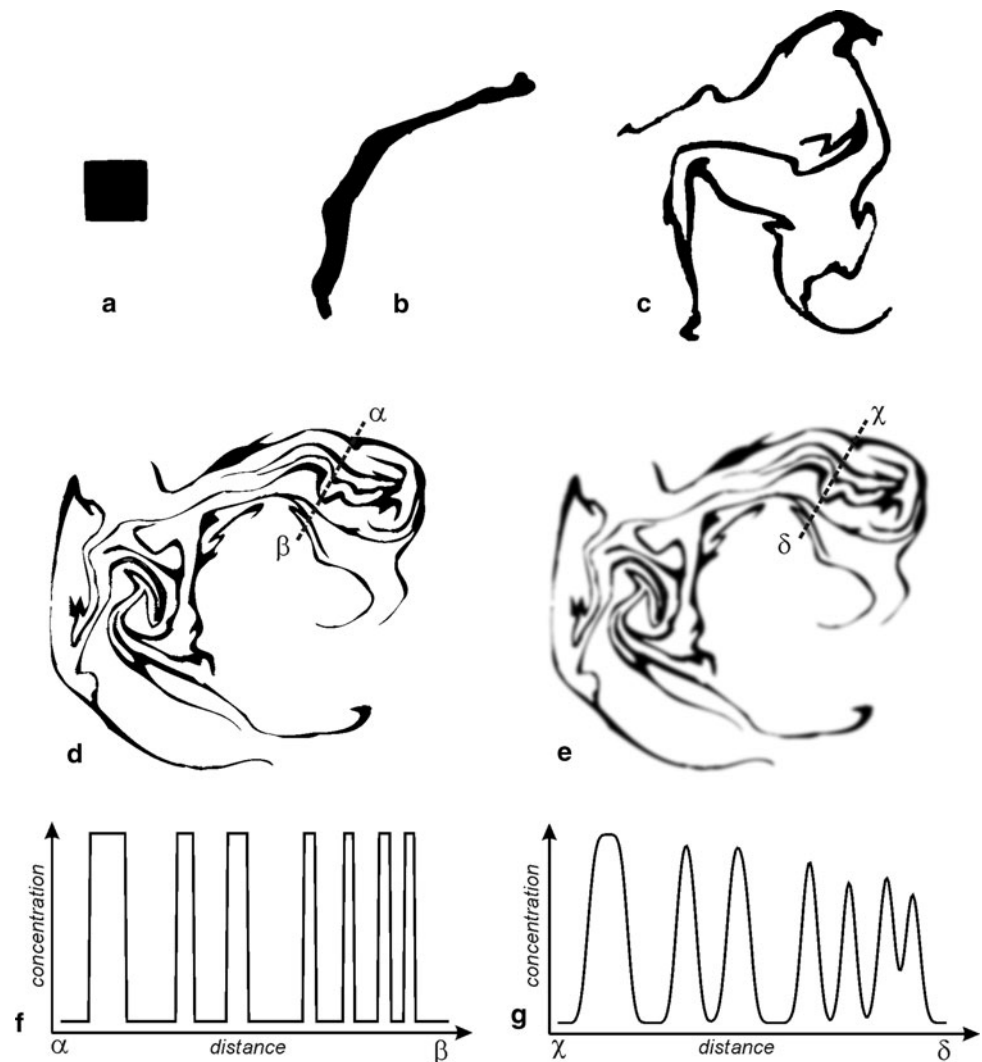 a
b
c
α
β
d
χ
δ
e
concentration
f
α
distance
β
concentration
g
χ
distance
δ